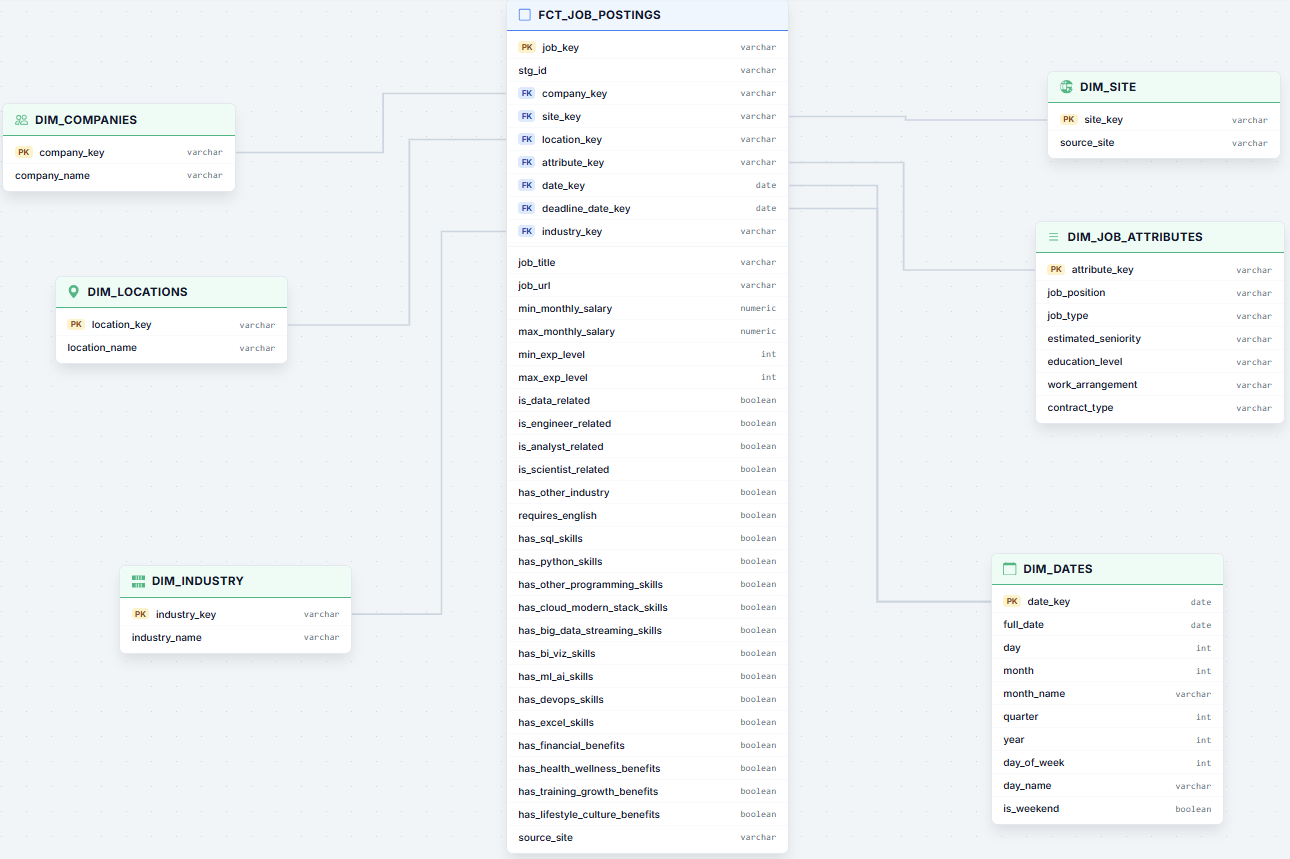 FCT_JOB_POSTINGS
PK job_key varchar
stg_id varchar
FK company_key varchar
FK site_key varchar
FK location_key varchar
FK attribute_key varchar
FK date_key date
FK deadline_date_key date
FK industry_key varchar
job_title varchar
job_url varchar
min_monthly_salary numeric
max_monthly_salary numeric
min_exp_level int
max_exp_level int
is_data_related boolean
is_engineer_related boolean
is_analyst_related boolean
is_scientist_related boolean
has_other_industry boolean
requires_english boolean
has_sql_skills boolean
has_python_skills boolean
has_other_programming_skills boolean
has_cloud_modern_stack_skills boolean
has_big_data_streaming_skills boolean
has_bi_viz_skills boolean
has_ml_ai_skills boolean
has_devops_skills boolean
has_excel_skills boolean
has_financial_benefits boolean
has_health_wellness_benefits boolean
has_training_growth_benefits boolean
has_lifestyle_culture_benefits boolean
source_site varchar
DIM_COMPANIES
PK company_key varchar
company_name varchar
DIM_LOCATIONS
PK location_key varchar
location_name varchar
DIM_INDUSTRY
PK industry_key varchar
industry_name varchar
DIM_SITE
PK site_key varchar
source_site varchar
DIM_JOB_ATTRIBUTES
PK attribute_key varchar
job_position varchar
job_type varchar
estimated_seniority varchar
education_level varchar
work_arrangement varchar
contract_type varchar
DIM_DATES
PK date_key date
full_date date
day int
month int
month_name varchar
quarter int
year int
day_of_week int
day_name varchar
is_weekend boolean